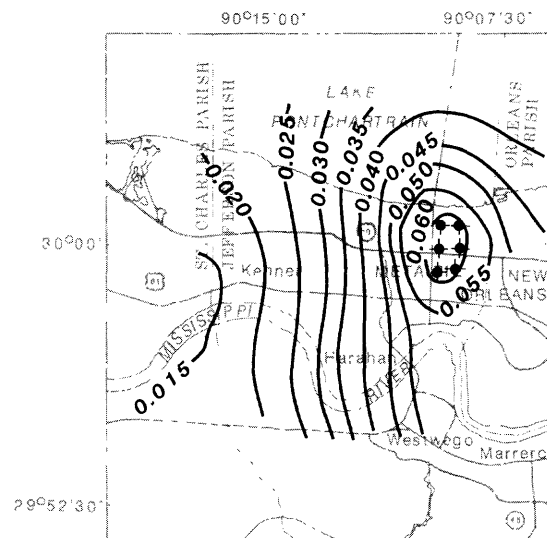 90°15'00"
90°07'30"
LAKE
PONTCHARTRAIN
ST. CHARLES PARISH
JEFFERSON PARISH
ORLEANS
PARISH
0.020
0.025
0.030
0.035
0.040
0.045
0.050
0.060
0.055
0.015
30°00'
Kenner
NEW
ORLEANS
61
MISSISSIPPI
RIVER
Harahan
Westwego
Marrero
29°52'30"